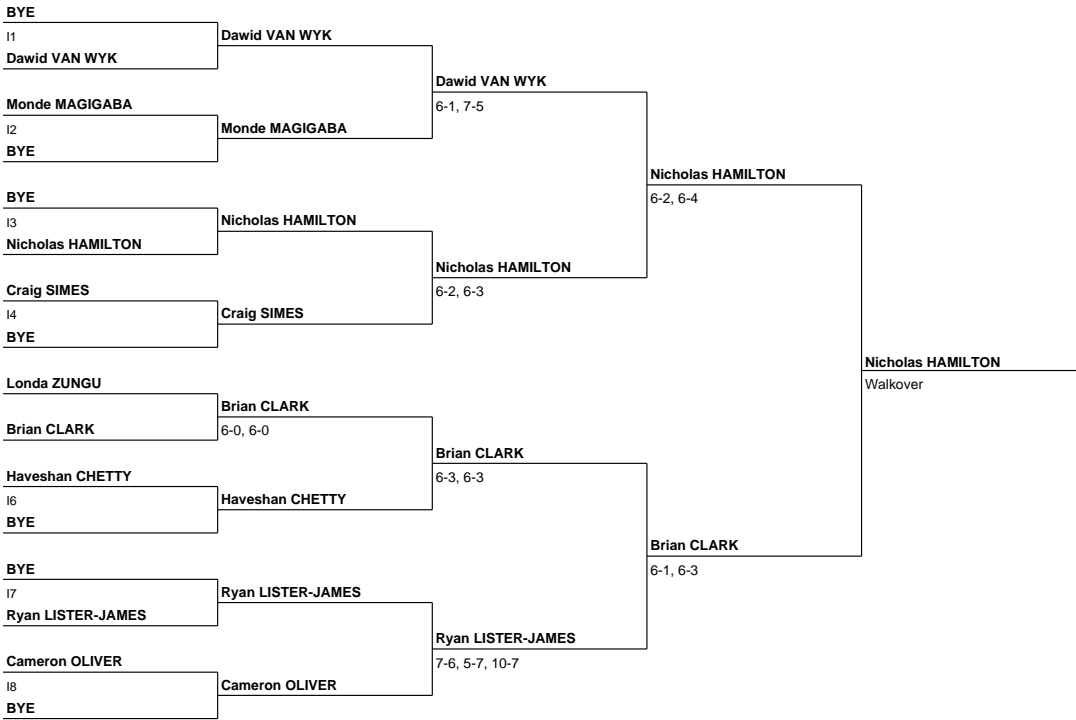 BYE
I1
Dawid VAN WYK
Monde MAGIGABA
I2
BYE
BYE
I3
Nicholas HAMILTON
Craig SIMES
I4
BYE
Londa ZUNGU
Brian CLARK
Haveshan CHETTY
I6
BYE
BYE
I7
Ryan LISTER-JAMES
Cameron OLIVER
I8
BYE
Dawid VAN WYK
Monde MAGIGABA
Nicholas HAMILTON
Craig SIMES
Brian CLARK
6-0, 6-0
Haveshan CHETTY
Ryan LISTER-JAMES
Cameron OLIVER
Dawid VAN WYK
6-1, 7-5
Nicholas HAMILTON
6-2, 6-3
Brian CLARK
6-3, 6-3
Ryan LISTER-JAMES
7-6, 5-7, 10-7
Nicholas HAMILTON
6-2, 6-4
Brian CLARK
6-1, 6-3
Nicholas HAMILTON
Walkover